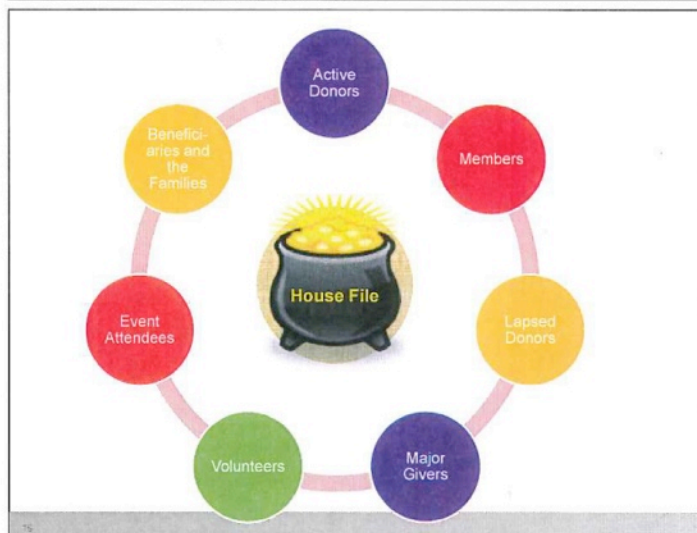 Active
Donors
Members
Lapsed
Donors
Major
Givers
Volunteers
Event
Attendees
Benefici-
aries and
the
Families
House File